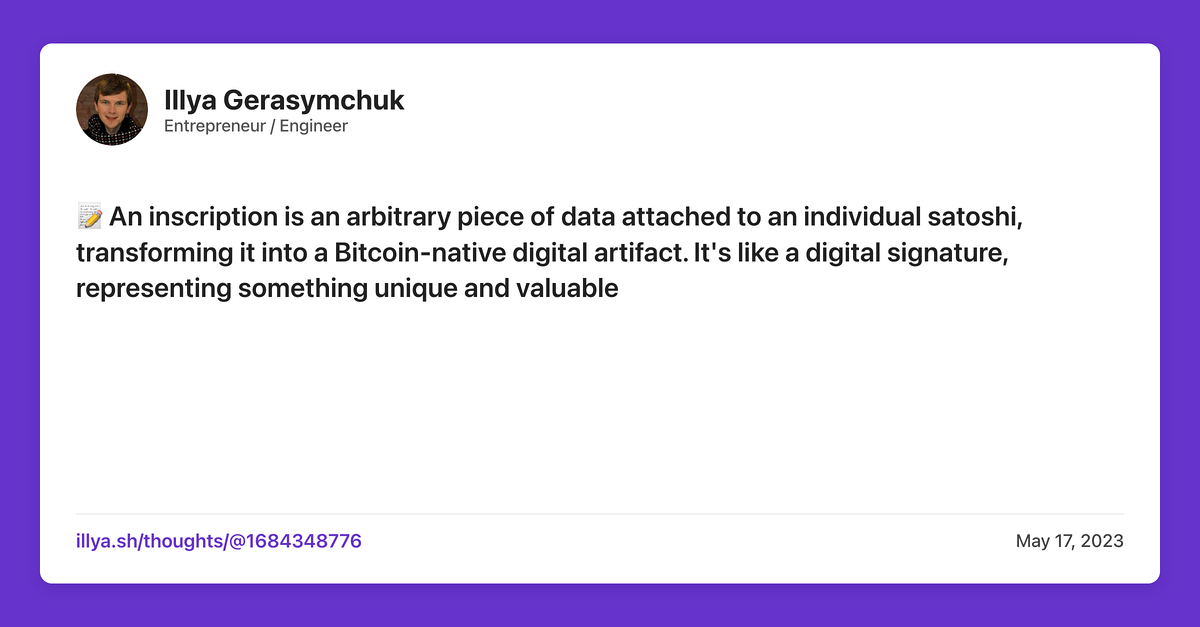 Illya Gerasymchuk
Entrepreneur / Engineer
📝 An inscription is an arbitrary piece of data attached to an individual satoshi,
transforming it into a Bitcoin-native digital artifact. It's like a digital signature,
representing something unique and valuable
illya.sh/thoughts/@1684348776
May 17, 2023